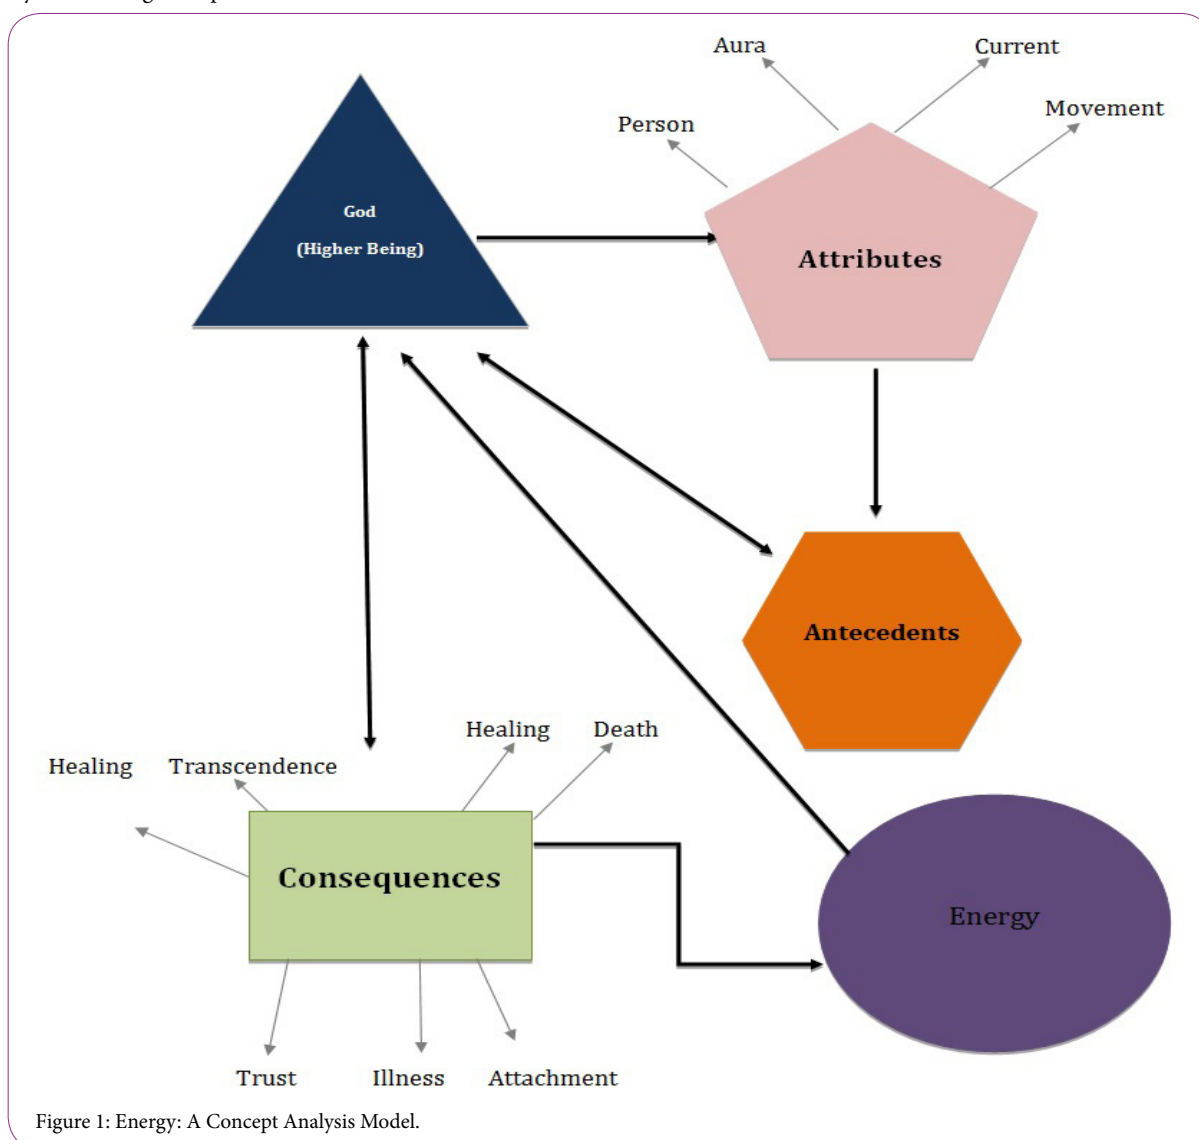 Aura
Current
Person
Movement
God
(Higher Being)
Attributes
Antecedents
Healing
Death
Healing
Transcendence
Consequences
Energy
Trust
Illness
Attachment
Figure 1: Energy: A Concept Analysis Model.